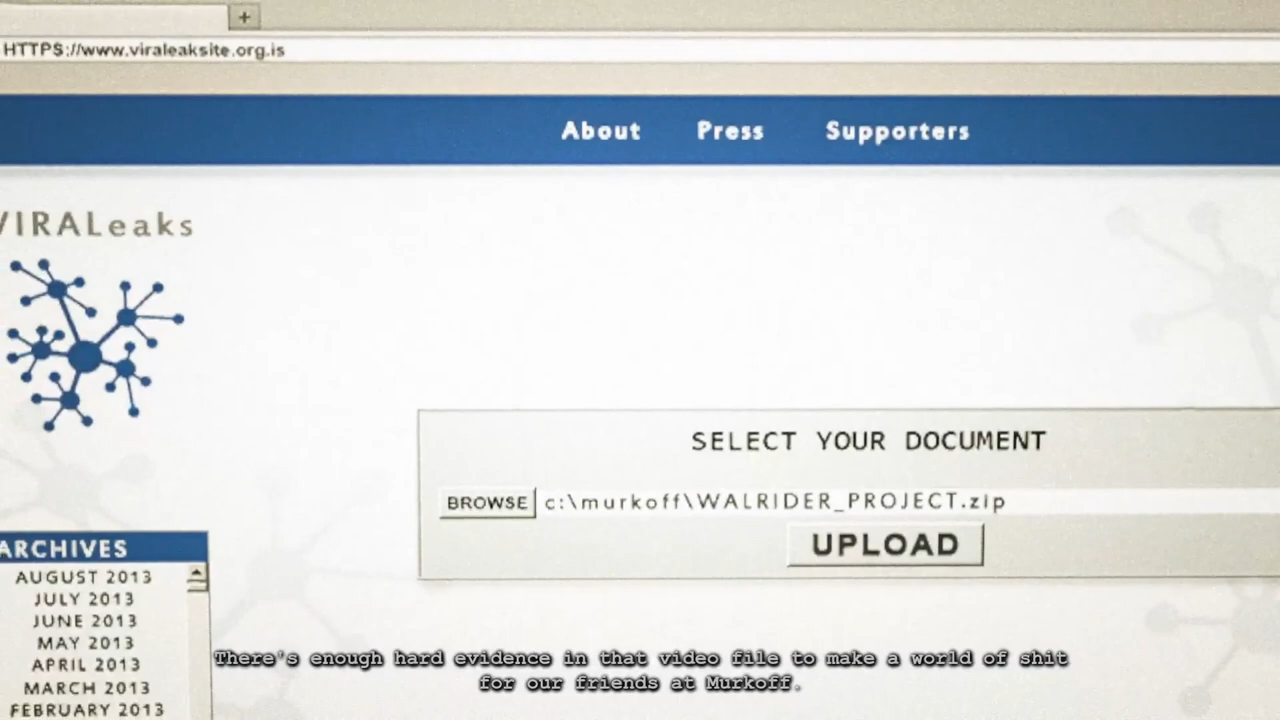 +
HTTPS://www.viraleaksite.org.is
About Press Supporters
VIRALeaks
SELECT YOUR DOCUMENT
BROWSE c:\murkoff\WALRIDER_PROJECT.zip
UPLOAD
ARCHIVES
AUGUST 2013
JULY 2013
JUNE 2013
MAY 2013
APRIL 2013
MARCH 2013
FEBRUARY 2013
There's enough hard evidence in that video file to make a world of shit
for our friends at Murkoff.